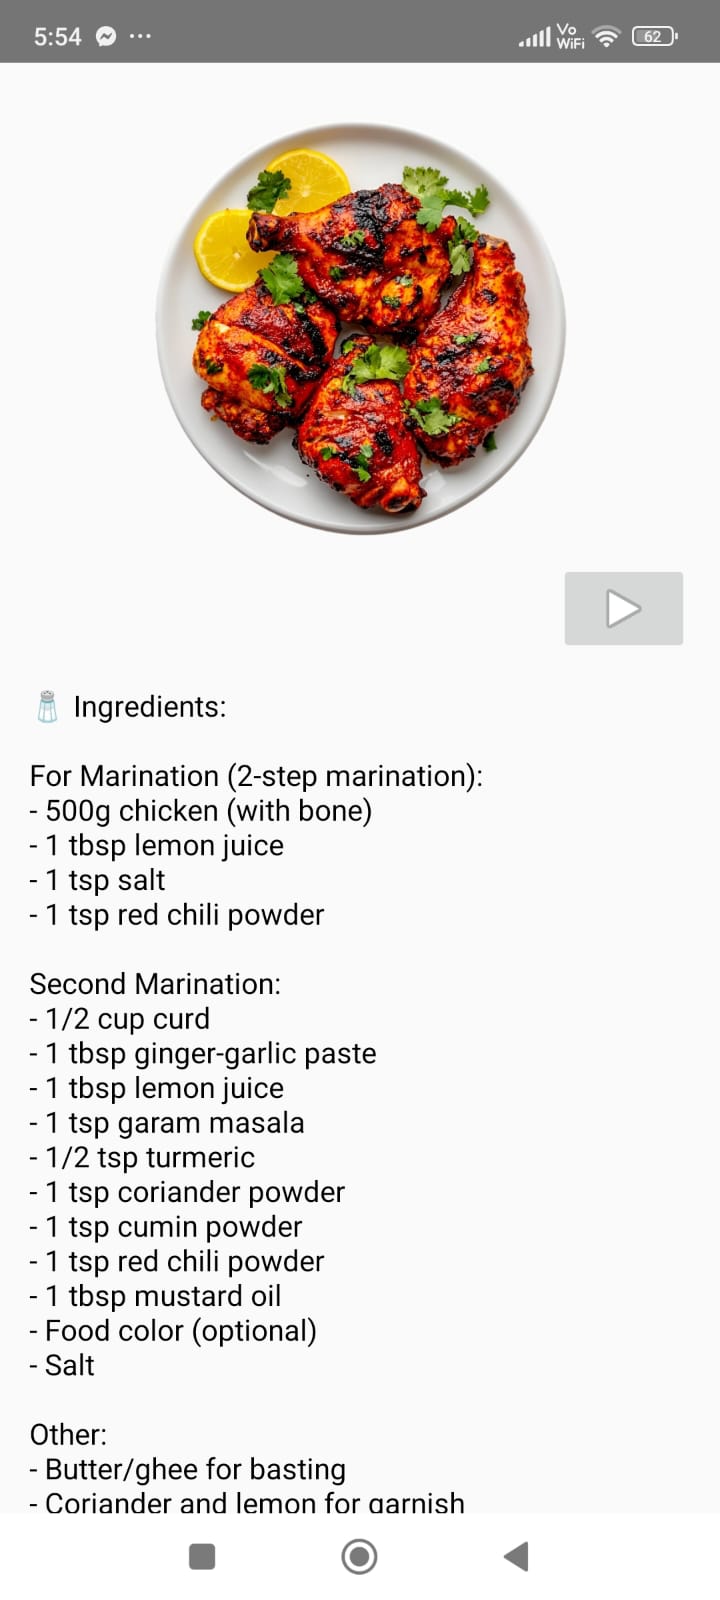 5:54 ...
Vo
WiFi
62
Ingredients:
For Marination (2-step marination):
- 500g chicken (with bone)
- 1 tbsp lemon juice
- 1 tsp salt
- 1 tsp red chili powder
Second Marination:
- 1/2 cup curd
- 1 tbsp ginger-garlic paste
- 1 tbsp lemon juice
- 1 tsp garam masala
- 1/2 tsp turmeric
- 1 tsp coriander powder
- 1 tsp cumin powder
- 1 tsp red chili powder
- 1 tbsp mustard oil
- Food color (optional)
- Salt
Other:
- Butter/ghee for basting
- Coriander and lemon for garnish